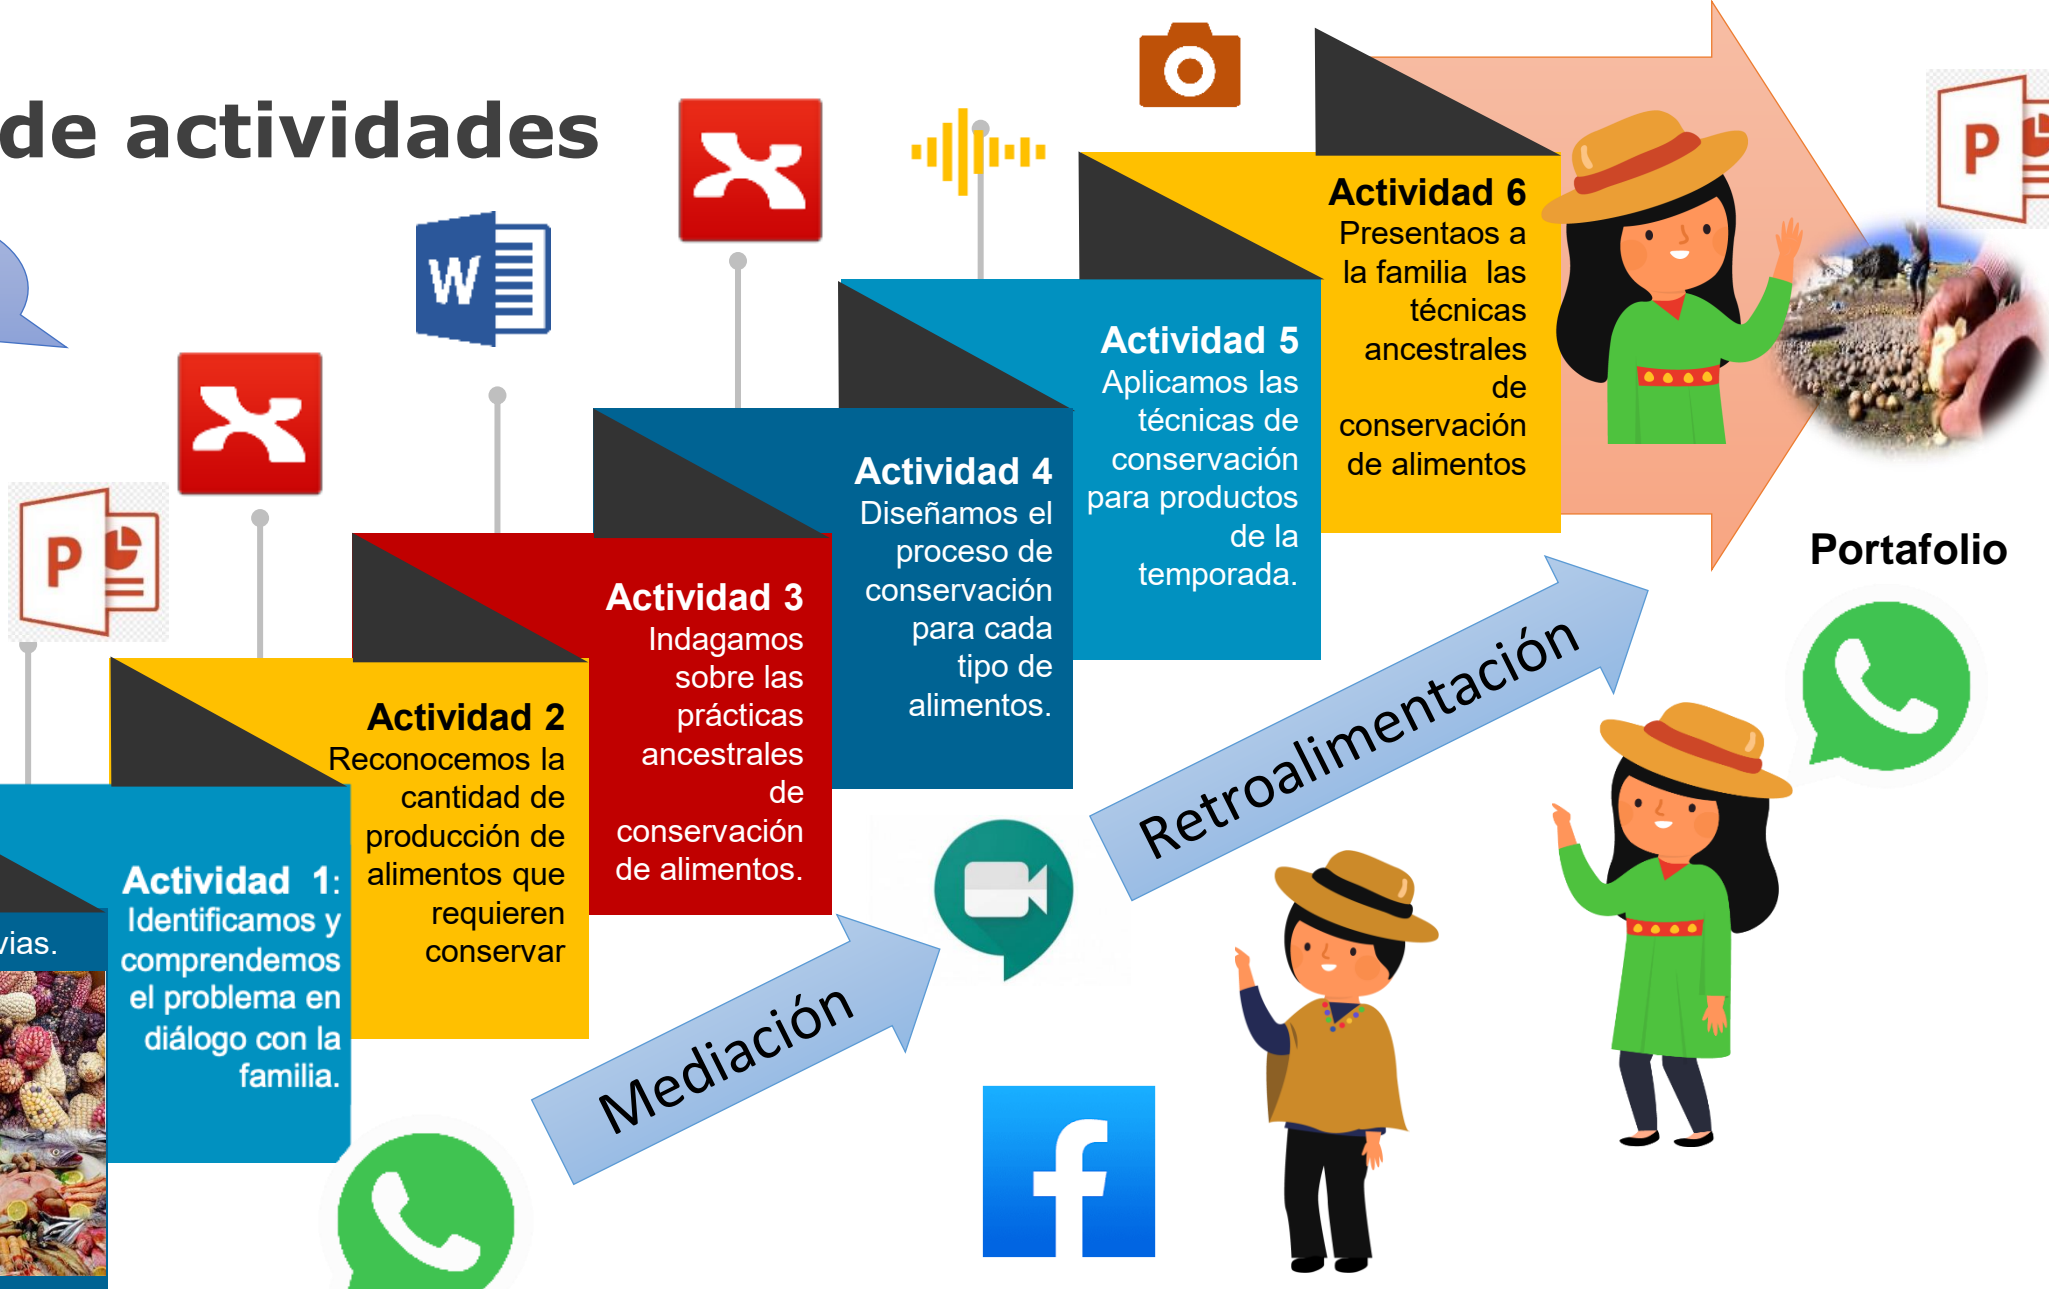 de actividades
vias.
Actividad 1:
Identificamos y
comprendemos
el problema en
diálogo con la
familia.
Actividad 2
Reconocemos la
cantidad de
producción de
alimentos que
requieren
conservar
Actividad 3
Indagamos
sobre las
prácticas
ancestrales
de
conservación
de alimentos.
Actividad 4
Diseñamos el
proceso de
conservación
para cada
tipo de
alimentos.
Actividad 5
Aplicamos las
técnicas de
conservación
para productos
de la
temporada.
Actividad 6
Presentaos a
la familia las
técnicas
ancestrales
de
conservación
de alimentos
Portafolio
Mediación
Retroalimentación
P
W
P
f